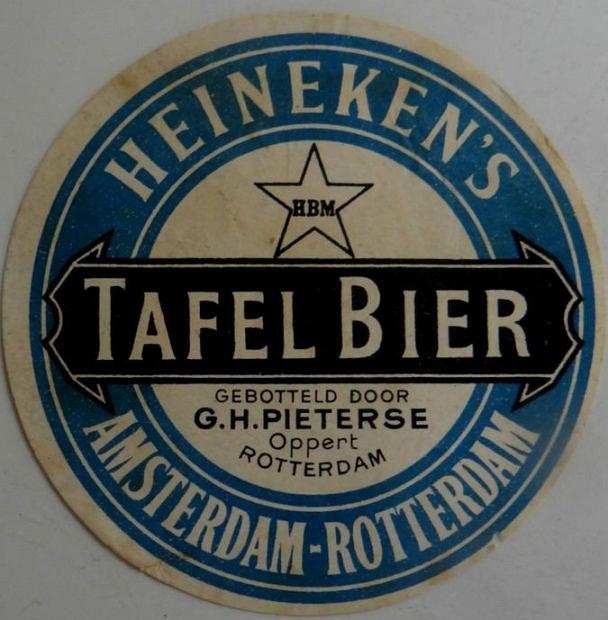 HEINEKEN'S
HBM
TAFEL BIER
GEBOTTELD DOOR
G.H.PIETERSE
Oppert
ROTTERDAM
AMSTERDAM-ROTTERDAM